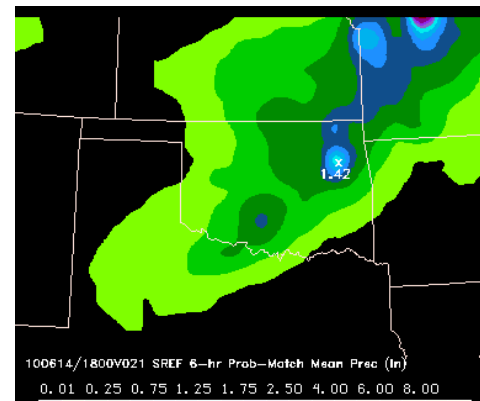 x
1.42
100614/1800V021 SREF 6-hr Prob-Match Mean Prec (in)
0.01 0.25 0.75 1.25 1.75 2.50 4.00 6.00 8.00